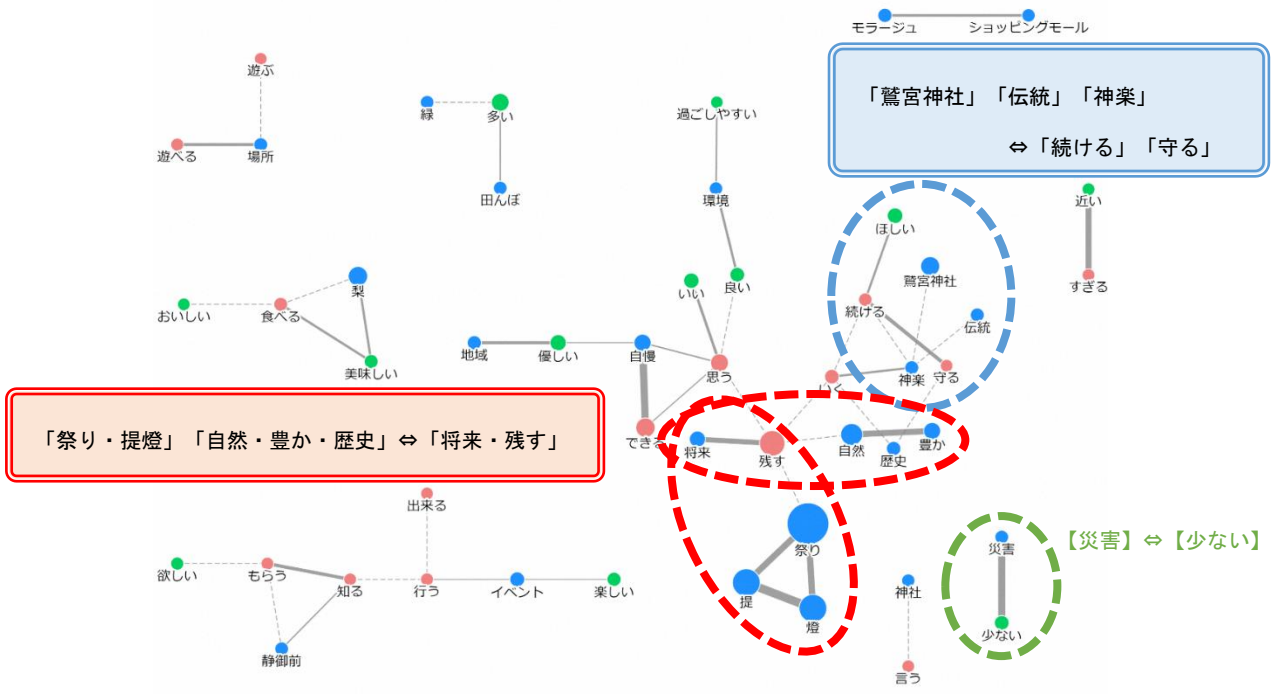 モラージュ
ショッピングモール
「鷲宮神社」「伝統」「神楽」
⇔「続ける」「守る」
遊ぶ
遊べる
場所
緑
多い
田んぼ
過ごしやすい
環境
良い
いい
近い
すぎる
ほしい
鷲宮神社
続ける
伝統
神楽
守る
いく
おいしい
食べる
梨
美味しい
地域
優しい
自慢
思う
できる
「祭り・提燈」「自然・豊か・歴史」⇔「将来・残す」
将来
残す
自然
歴史
豊か
祭り
提
燈
出来る
欲しい
もらう
知る
行う
イベント
楽しい
静御前
神社
言う
災害
少ない
【災害】⇔【少ない】